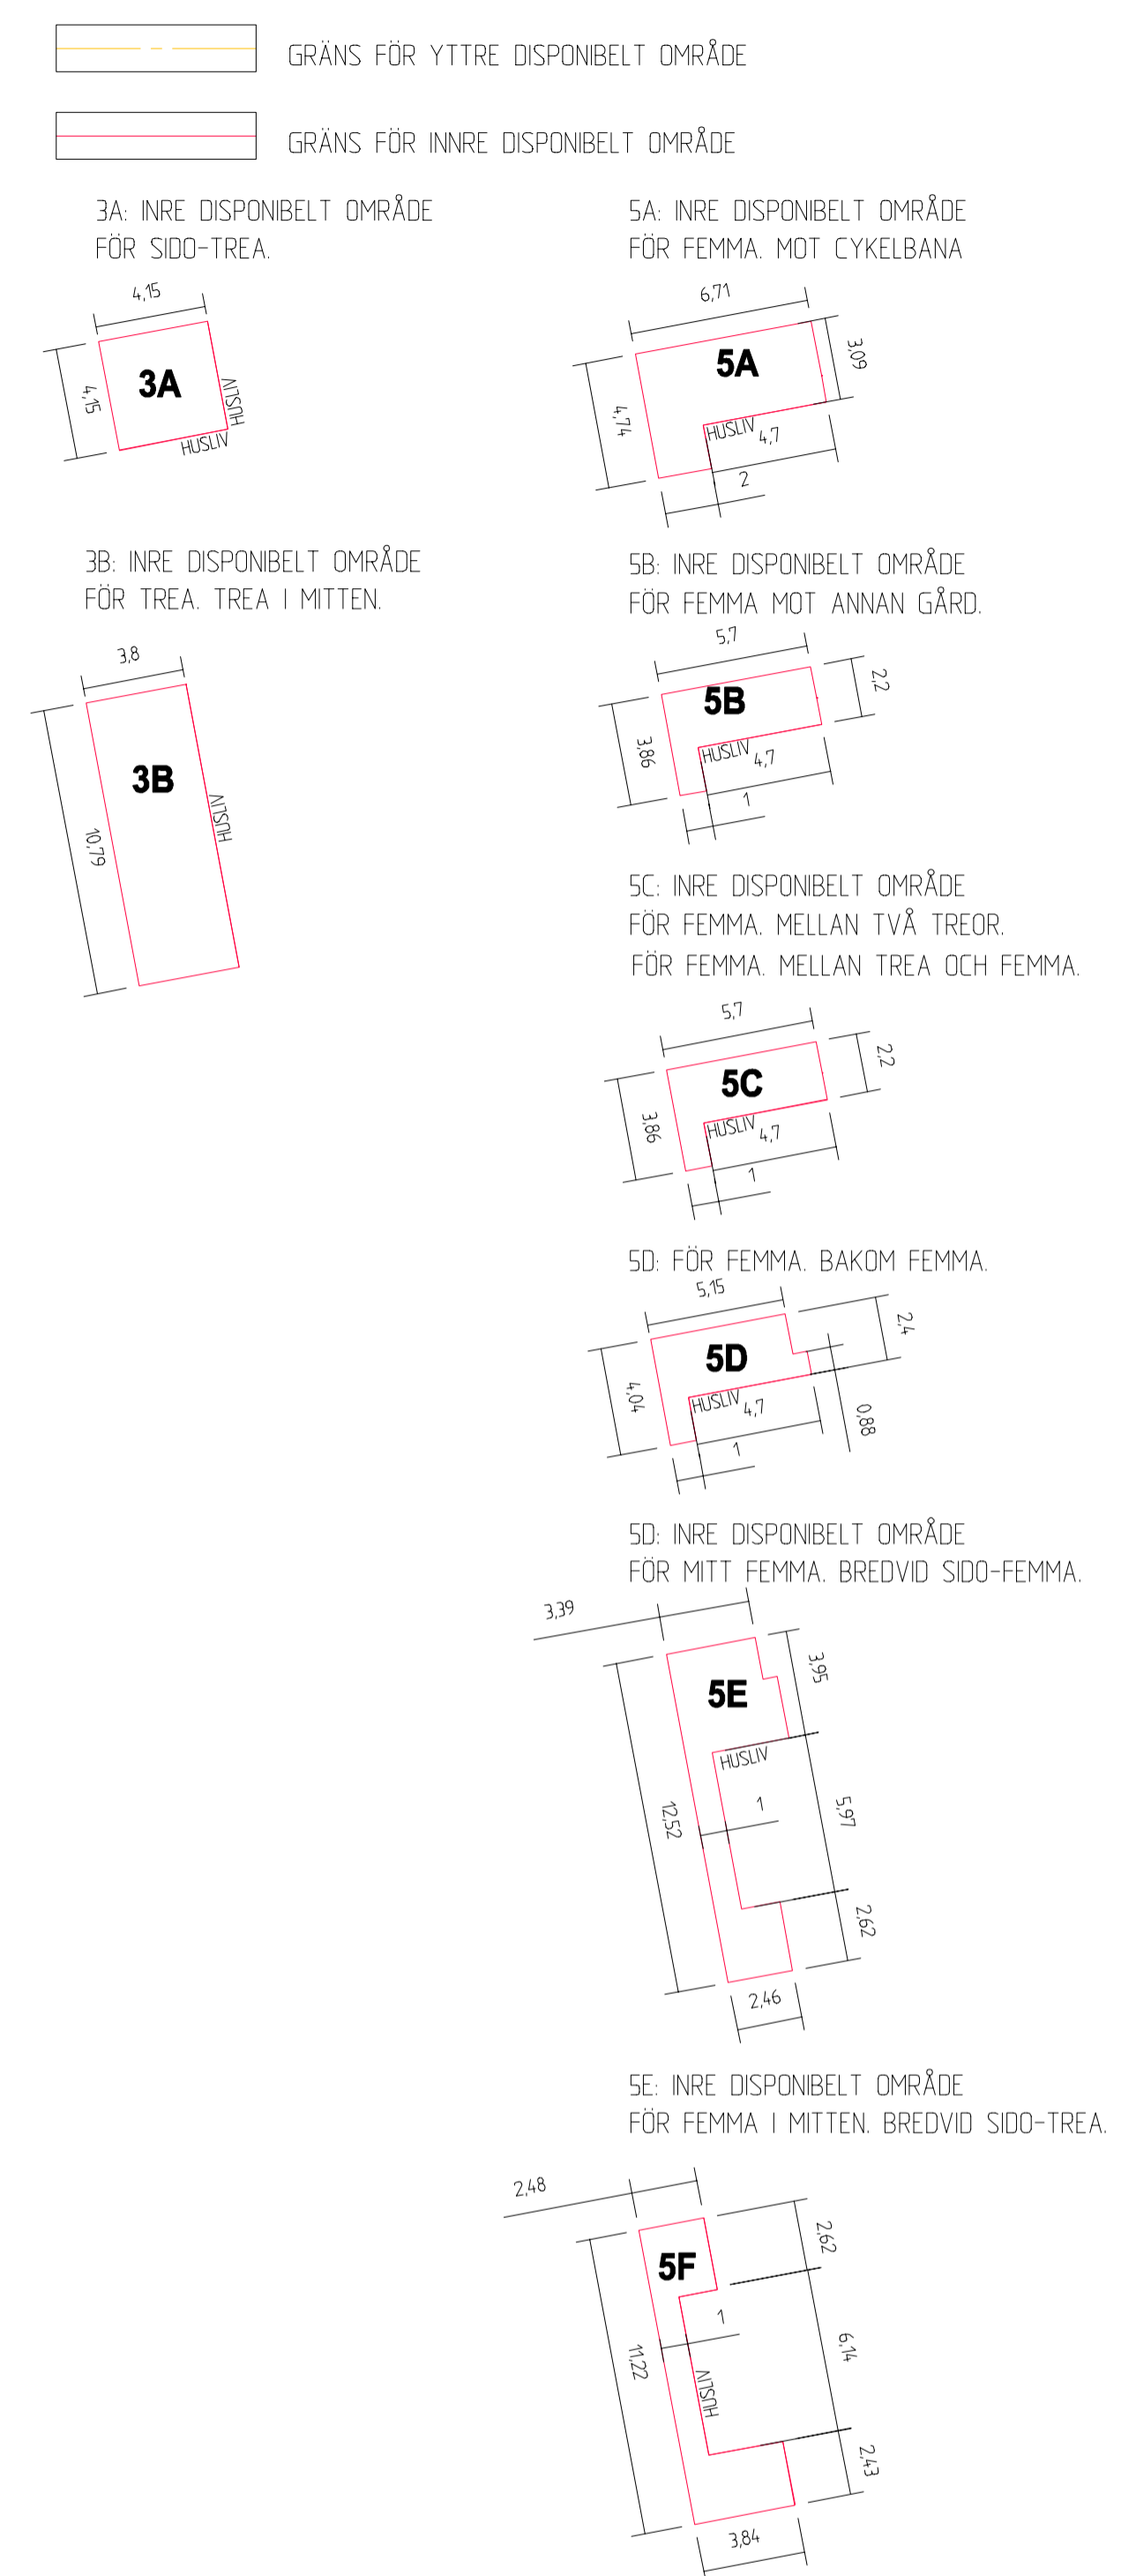 GRÄNS FÖR YTTRE DISPONIBELT OMRÅDE
GRÄNS FÖR INNRE DISPONIBELT OMRÅDE
3A: INRE DISPONIBELT OMRÅDE
FÖR SIDO-TREA.
4,15
4,15
3A
HUSLIV
HUSLIV
3B: INRE DISPONIBELT OMRÅDE
FÖR TREA. TREA I MITTEN.
3,8
3B
10,79
HUSLIV
5A: INRE DISPONIBELT OMRÅDE
FÖR FEMMA. MOT CYKELBANA
6,71
5A
3,09
4,74
HUSLIV
4,7
2
5B: INRE DISPONIBELT OMRÅDE
FÖR FEMMA MOT ANNAN GÅRD.
5,7
5B
2,2
3,86
HUSLIV
4,7
1
5C: INRE DISPONIBELT OMRÅDE
FÖR FEMMA. MELLAN TVÅ TREOR.
FÖR FEMMA. MELLAN TREA OCH FEMMA.
5,7
5C
2,2
3,86
HUSLIV
4,7
1
5D: FÖR FEMMA. BAKOM FEMMA.
5,15
5D
2,4
4,04
HUSLIV
4,7
0,88
1
5D: INRE DISPONIBELT OMRÅDE
FÖR MITT FEMMA. BREDVID SIDO-FEMMA.
3,39
3,95
5E
HUSLIV
12,52
1
5,97
2,62
2,46
5E: INRE DISPONIBELT OMRÅDE
FÖR FEMMA I MITTEN. BREDVID SIDO-TREA.
2,48
2,62
5F
1
11,22
6,14
HUSLIV
2,43
3,84